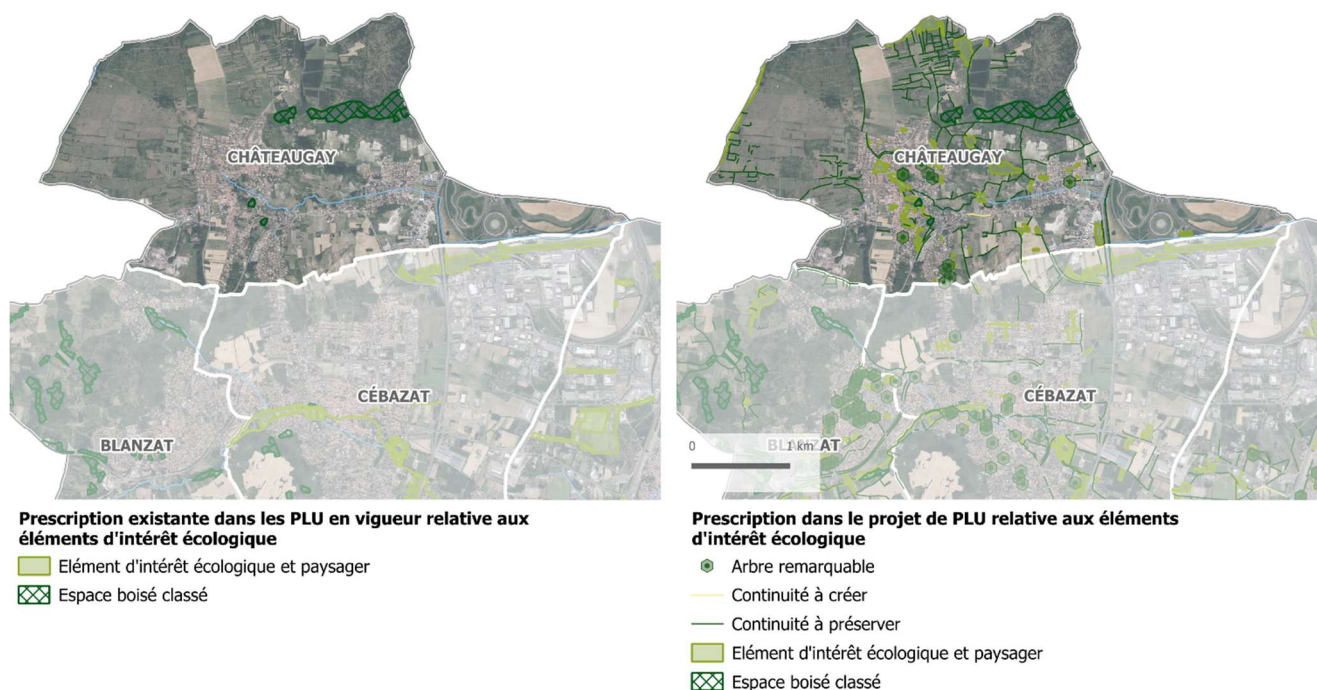 CHÂTEAUGAY
CÉBAZAT
BLANZAT
Prescription existante dans les PLU en vigueur relative aux
éléments d'intérêt écologique
Elément d'intérêt écologique et paysager
Espace boisé classé
CHÂTEAUGAY
CÉBAZAT
BLANZAT
0
1 km
Prescription dans le projet de PLU relative aux éléments
d'intérêt écologique
Arbre remarquable
Continuité à créer
Continuité à préserver
Elément d'intérêt écologique et paysager
Espace boisé classé